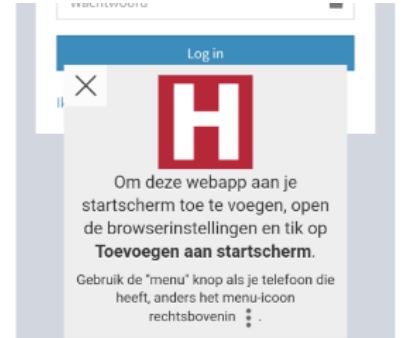 Wachtwoord
Log in
Ik
H
Om deze webapp aan je
startscherm toe te voegen, open
de browserinstellingen en tik op
Toevoegen aan startscherm.
Gebruik de "menu" knop als je telefoon die
heeft, anders het menu-icoon
rechtsbovenin ⋮ .